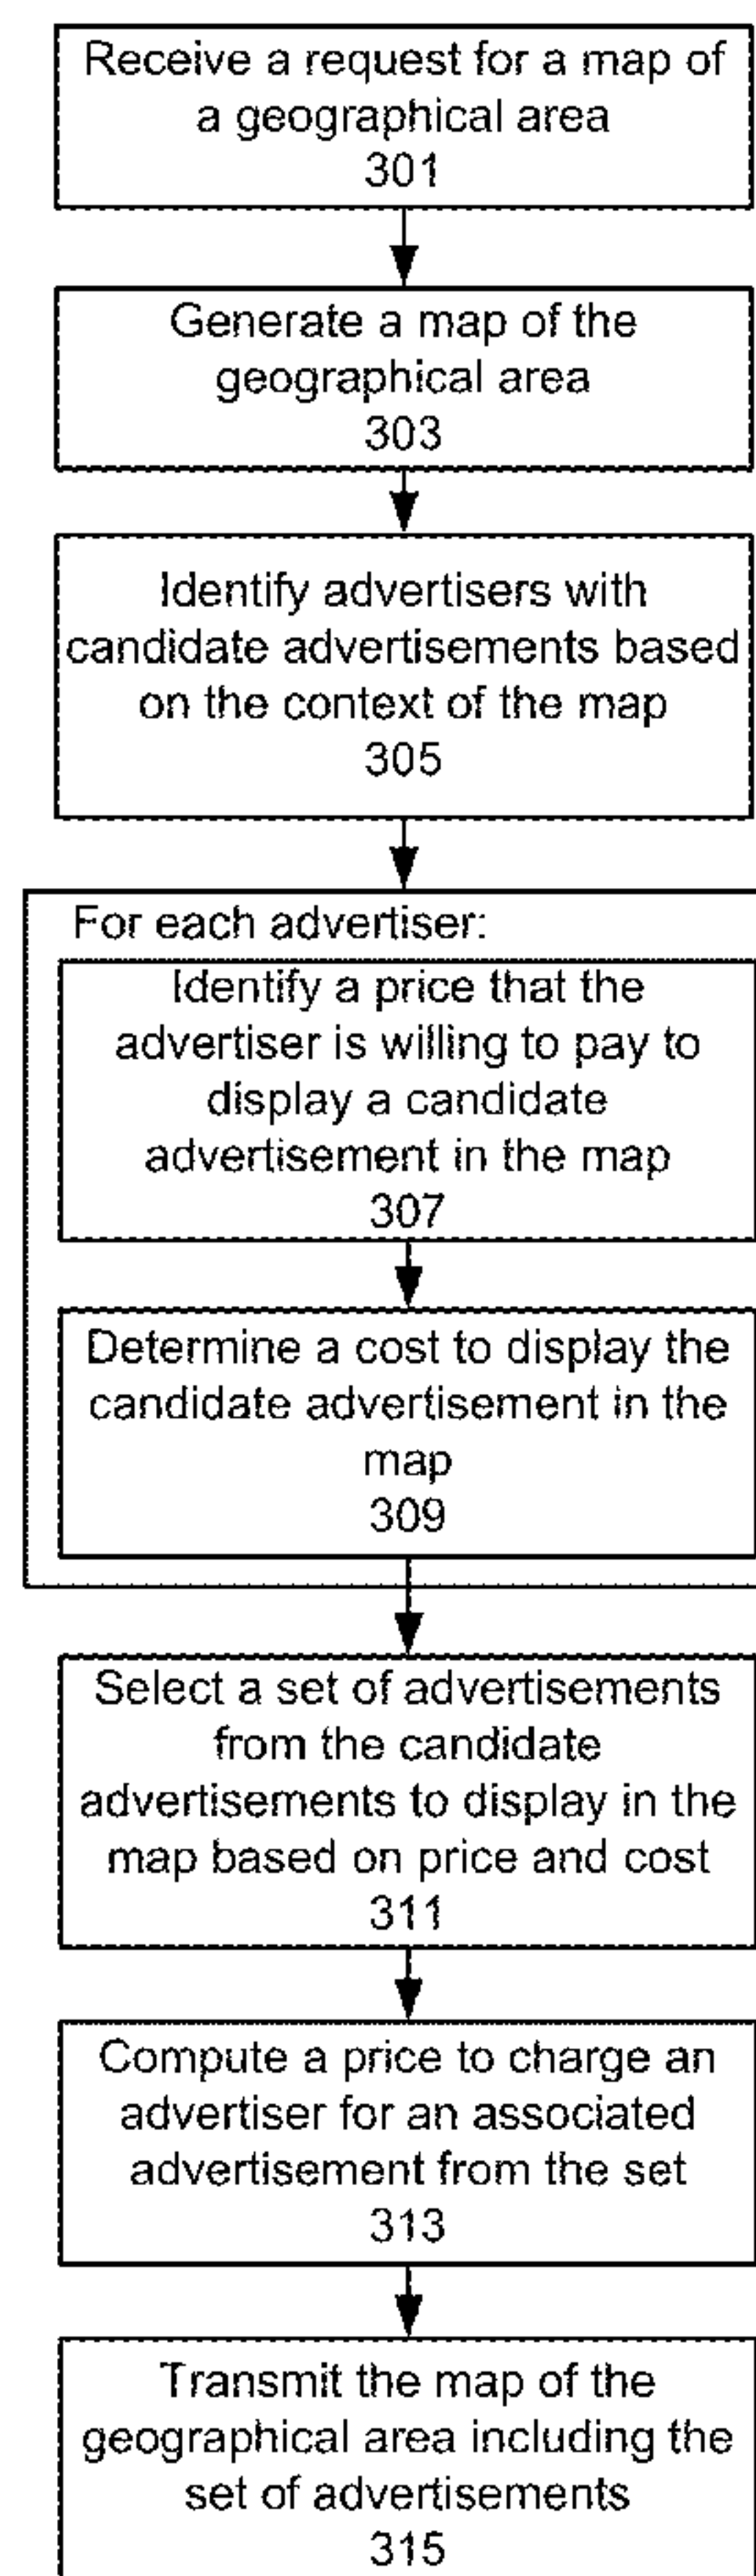 Receive a request for a map of
a geographical area
301
Generate a map of the
geographical area
303
Identify advertisers with
candidate advertisements based
on the context of the map
305
For each advertiser:
Identify a price that the
advertiser is willing to pay to
display a candidate
advertisement in the map
307
Determine a cost to display the
candidate advertisement in the
map
309
Select a set of advertisements
from the candidate
advertisements to display in the
map based on price and cost
311
Compute a price to charge an
advertiser for an associated
advertisement from the set
313
Transmit the map of the
geographical area including the
set of advertisements
315